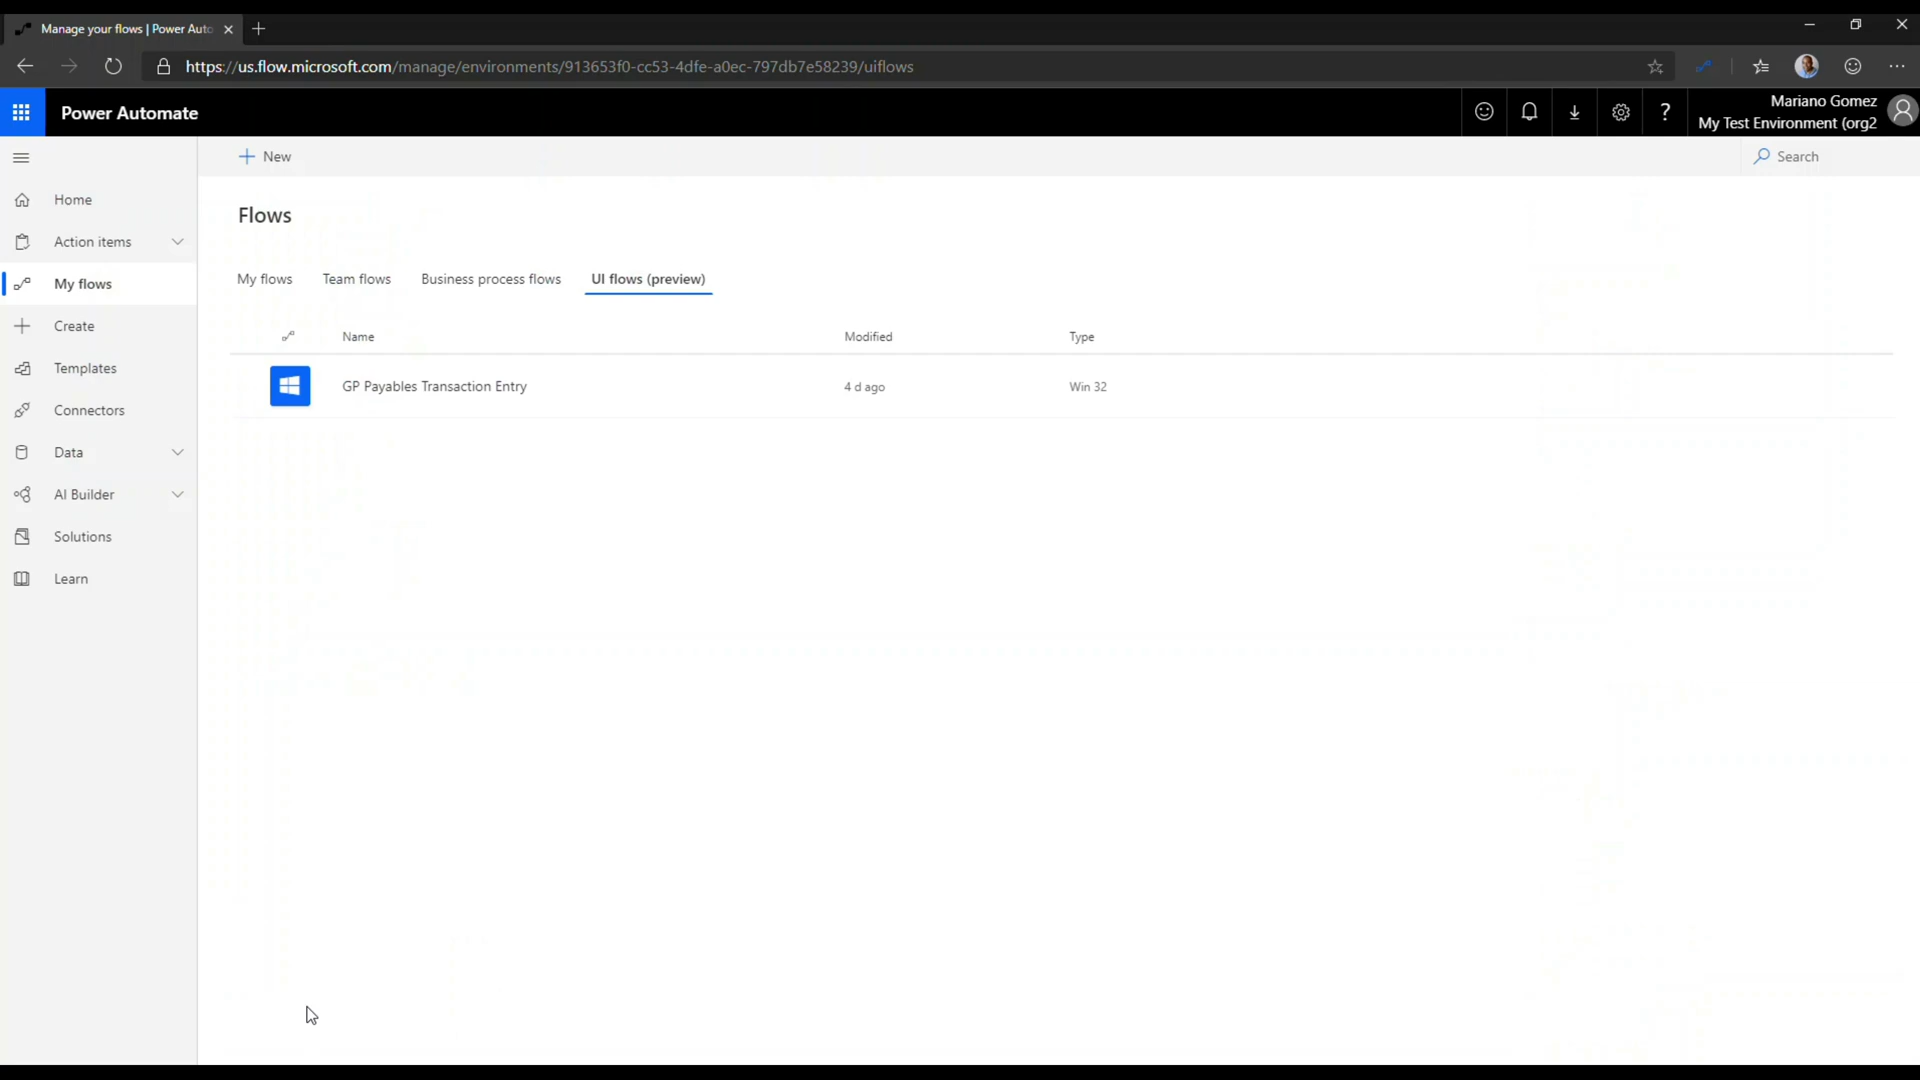 Manage your flows | Power Auto
https://us.flow.microsoft.com/manage/environments/913653f0-cc53-4dfe-a0ec-797db7e58239/uiflows
Power Automate
?
Mariano Gomez
My Test Environment (org2
New
Search
Home
Action items
My flows
Create
Templates
Connectors
Data
AI Builder
Solutions
Learn
Flows
My flows Team flows Business process flows UI flows (preview)
Name Modified Type
GP Payables Transaction Entry 4 d ago Win 32